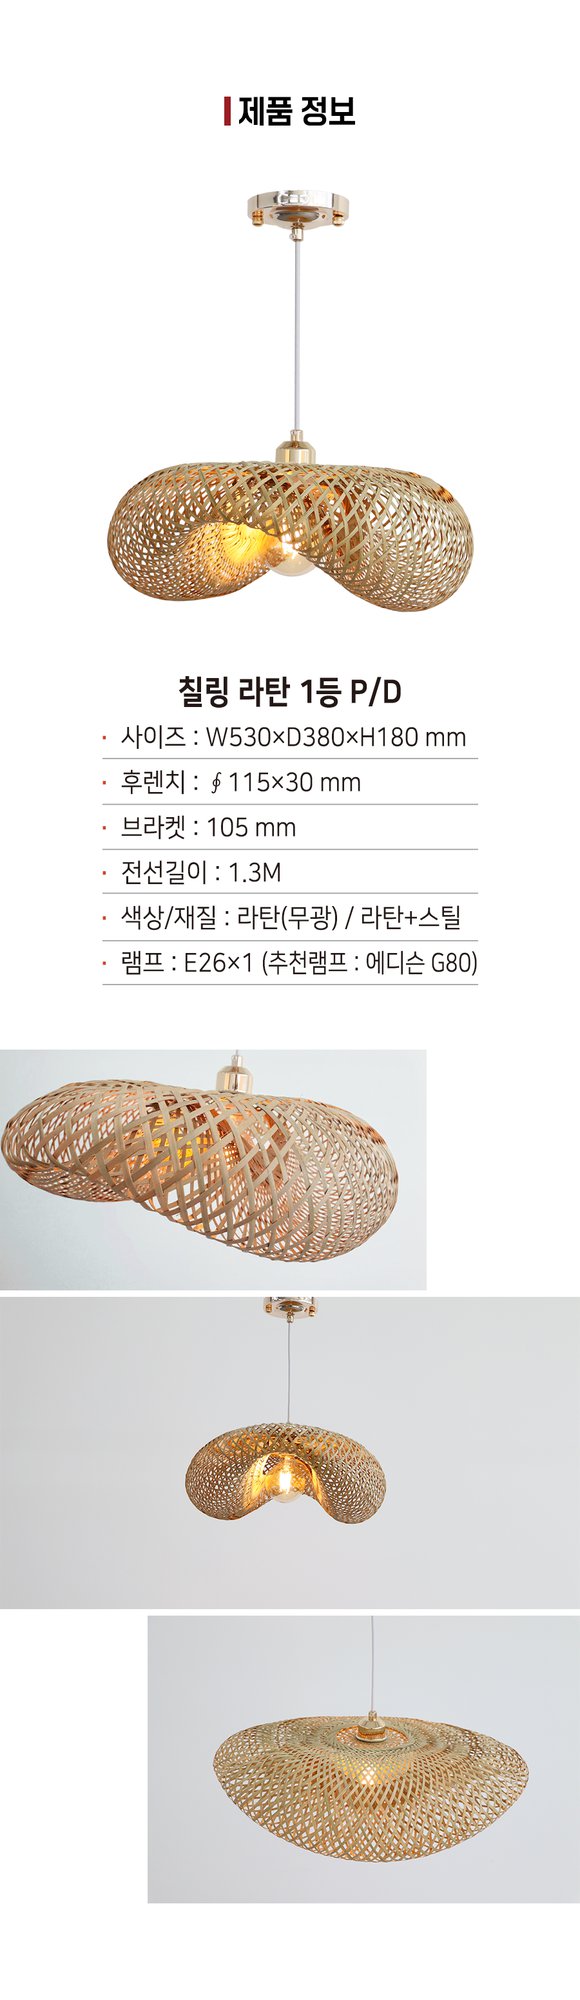 제품 정보
칠링 라탄 1등 P/D
· 사이즈 : W530×D380×H180 mm
· 후렌치 : ∮115×30 mm
· 브라켓 : 105 mm
· 전선길이 : 1.3M
· 색상/재질 : 라탄(무광) / 라탄+스틸
· 램프 : E26×1 (추천램프 : 에디슨 G80)